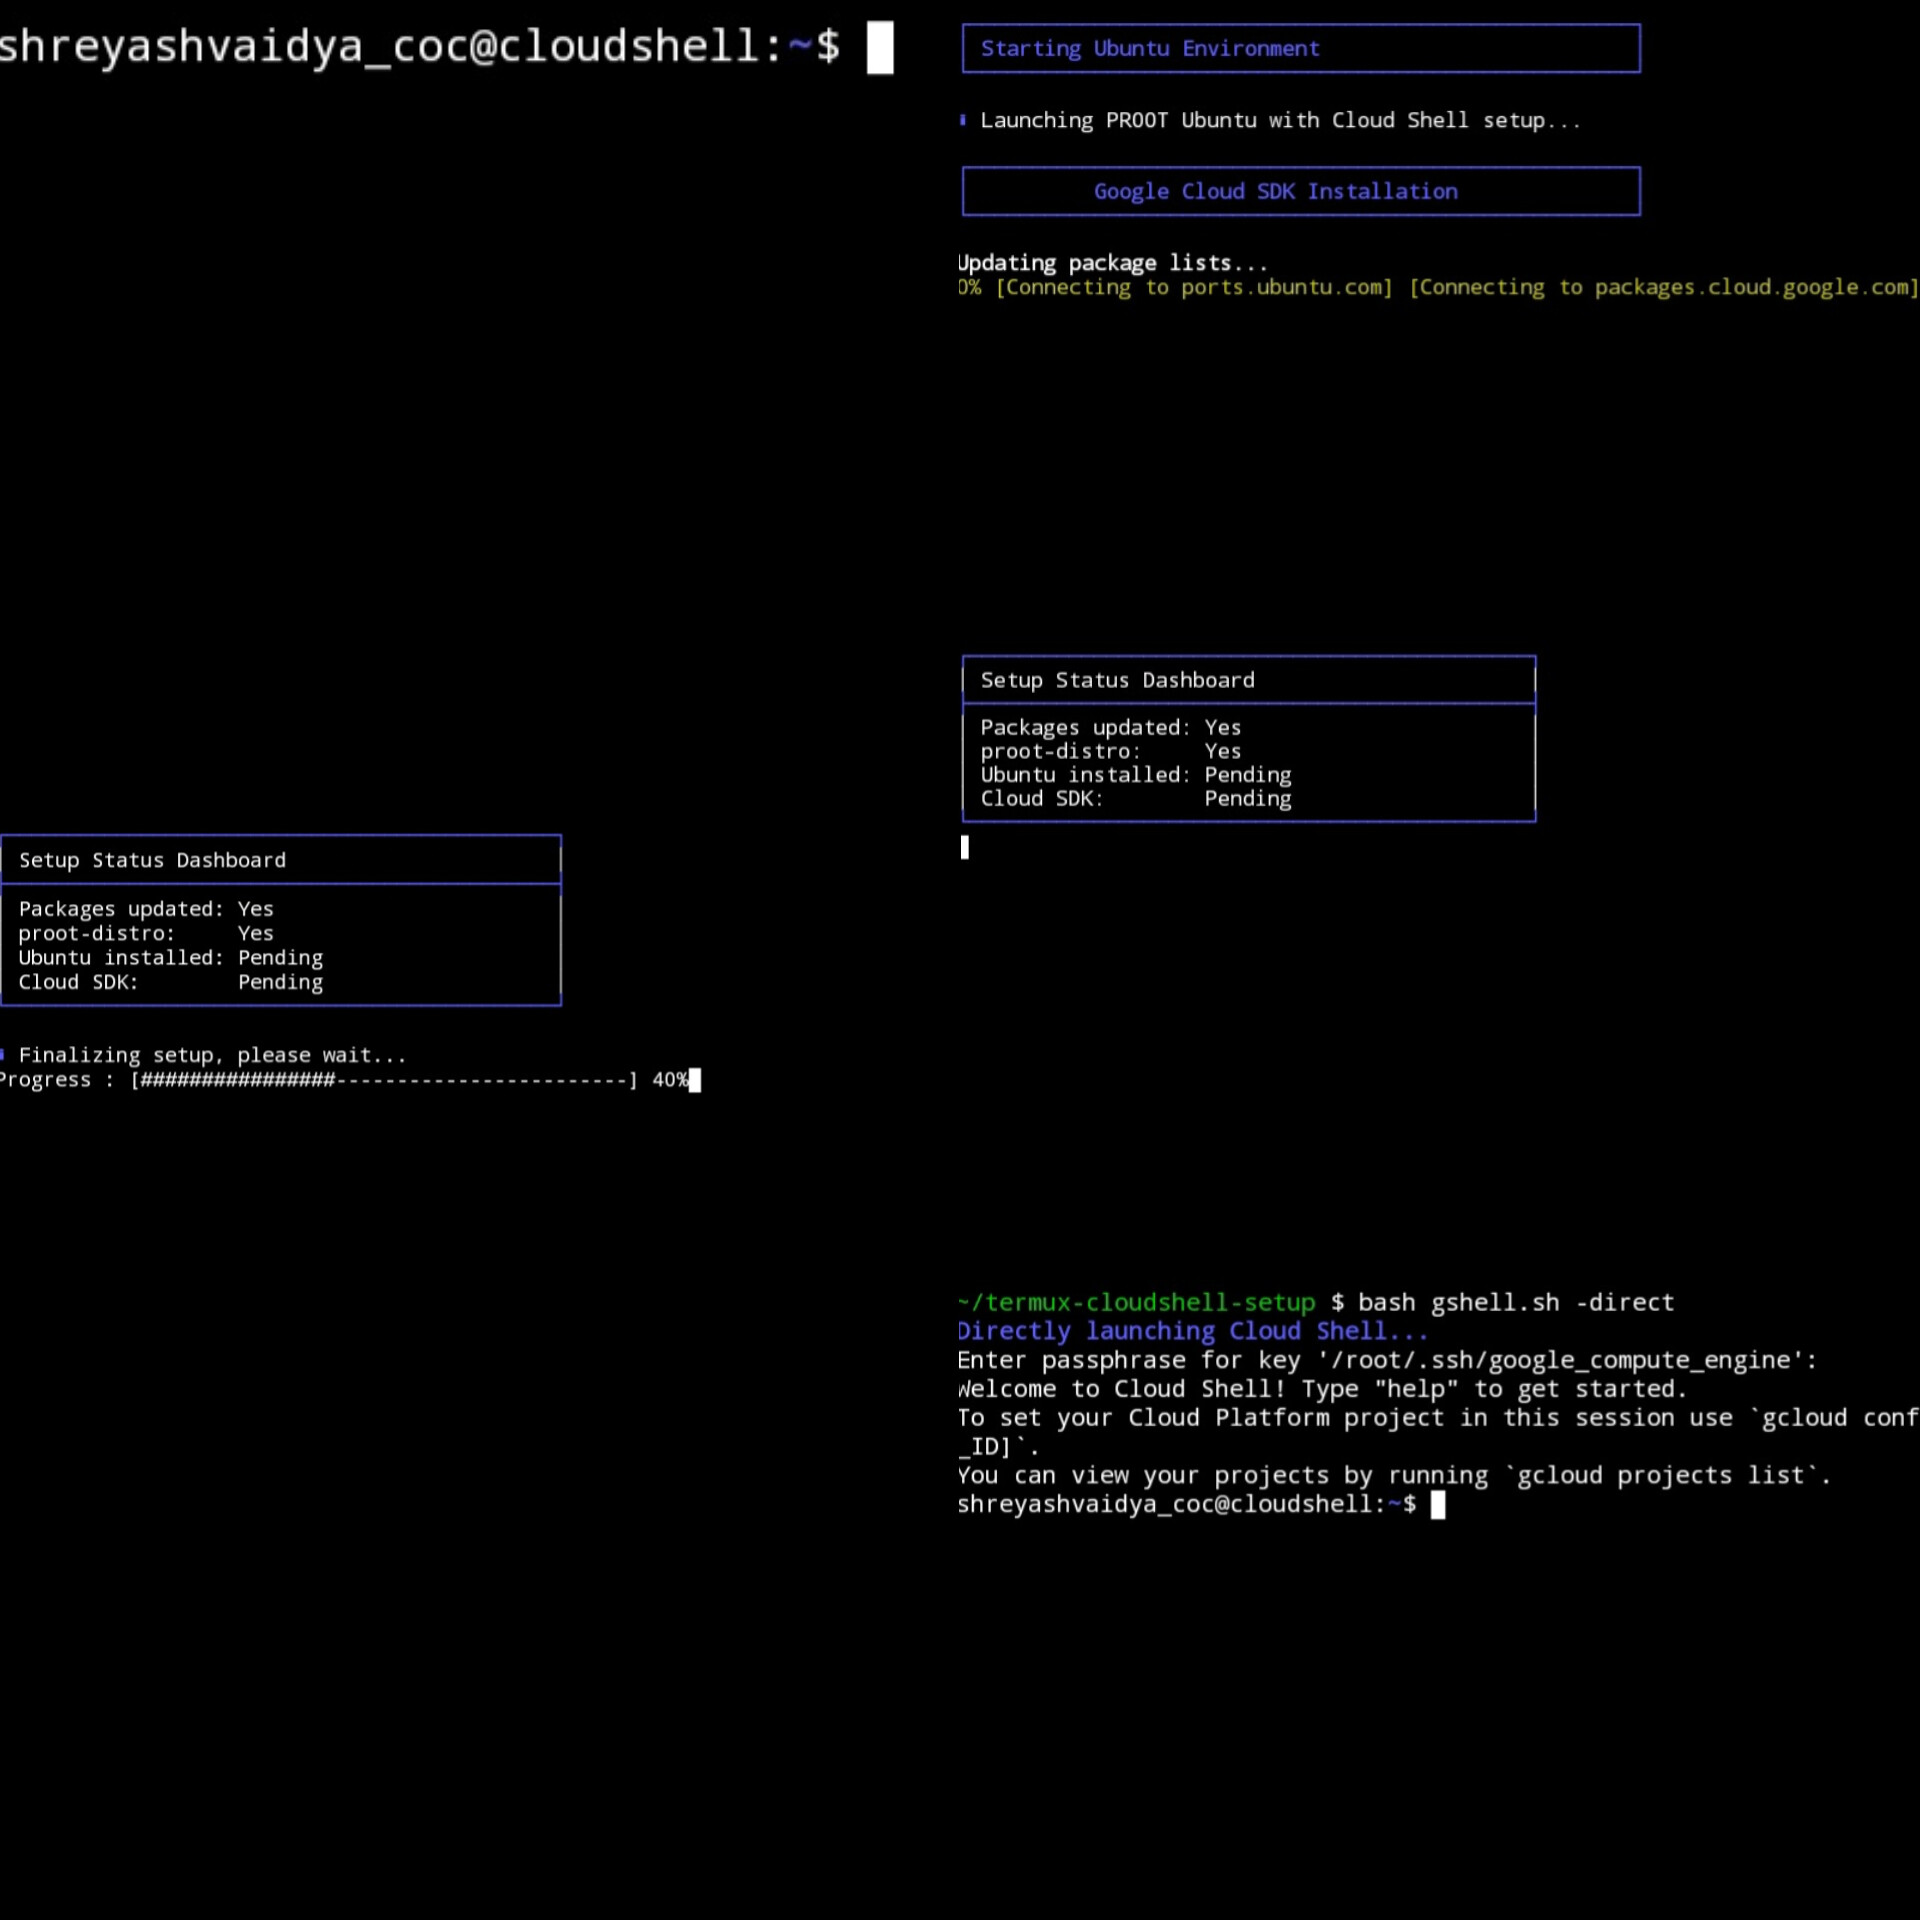 shreyashvaidya_coc@cloudshell:~$
Starting Ubuntu Environment
Launching PROOT Ubuntu with Cloud Shell setup...
Google Cloud SDK Installation
Updating package lists...
0% [Connecting to ports.ubuntu.com] [Connecting to packages.cloud.google.com]
Setup Status Dashboard
Packages updated: Yes
proot-distro: Yes
Ubuntu installed: Pending
Cloud SDK: Pending
Setup Status Dashboard
Packages updated: Yes
proot-distro: Yes
Ubuntu installed: Pending
Cloud SDK: Pending
Finalizing setup, please wait...
Progress : [################------------------------] 40%
~/termux-cloudshell-setup $ bash gshell.sh -direct
Directly launching Cloud Shell...
Enter passphrase for key '/root/.ssh/google_compute_engine':
Welcome to Cloud Shell! Type "help" to get started.
To set your Cloud Platform project in this session use `gcloud conf
_ID]`.
You can view your projects by running `gcloud projects list`.
shreyashvaidya_coc@cloudshell:~$